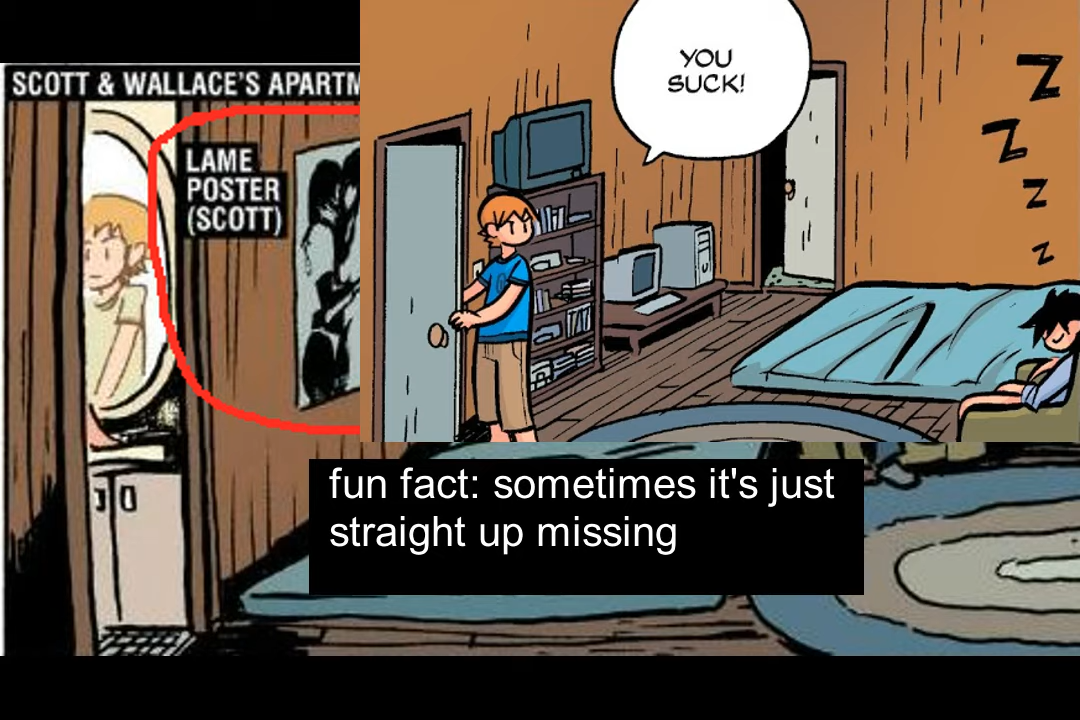 SCOTT & WALLACE'S APARTM
LAME
POSTER
(SCOTT)
YOU
SUCK!
Z
Z
Z
Z
fun fact: sometimes it's just
straight up missing